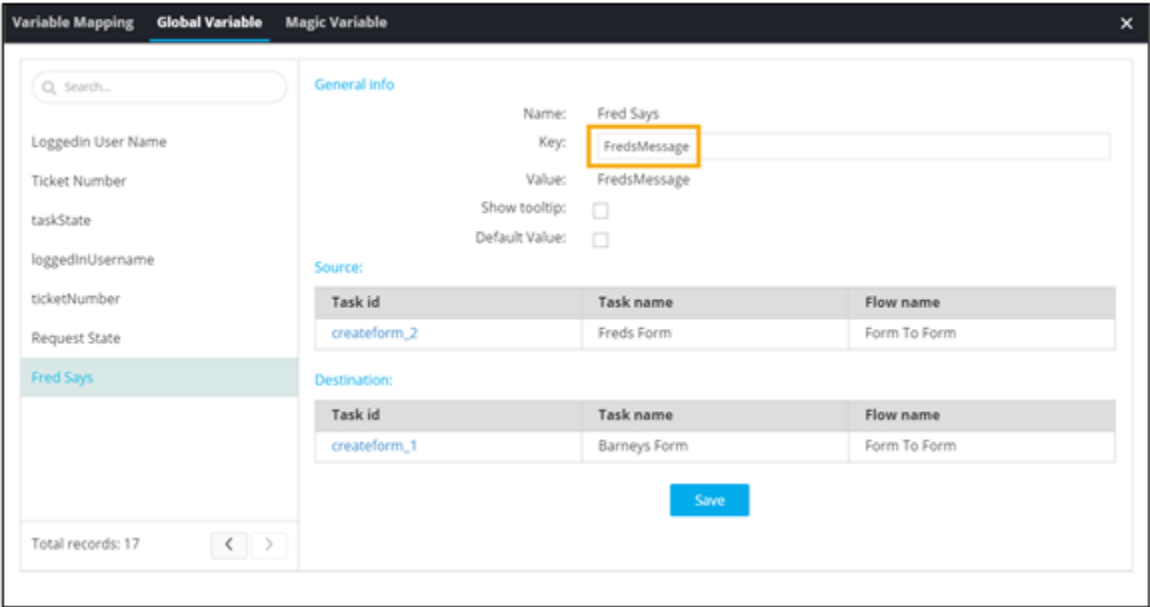 Variable Mapping Global Variable Magic Variable
Search...
Loggedin User Name
Ticket Number
taskState
loggedInUsername
ticketNumber
Request State
Fred Says
Total records: 17
General info
Name: Fred Says
Key: FredsMessage
Value: FredsMessage
Show tooltip:
Default Value:
Source:
Task id Task name Flow name
createform_2 Freds Form Form To Form
Destination:
Task id Task name Flow name
createform_1 Barneys Form Form To Form
Save